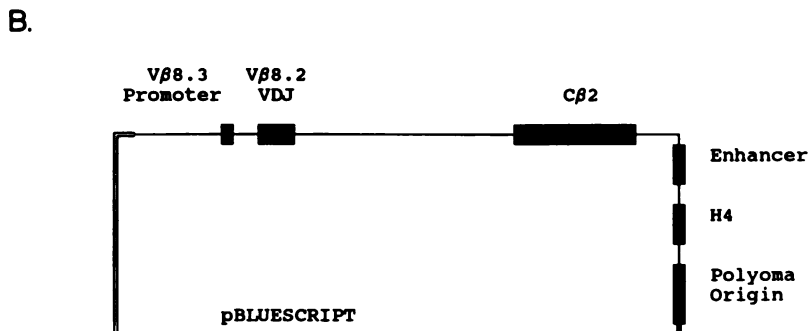 B.
Vβ8.3 Vβ8.2
Promoter VDJ Cβ2
Enhancer
H4
Polyoma
Origin
pBLUESCRIPT